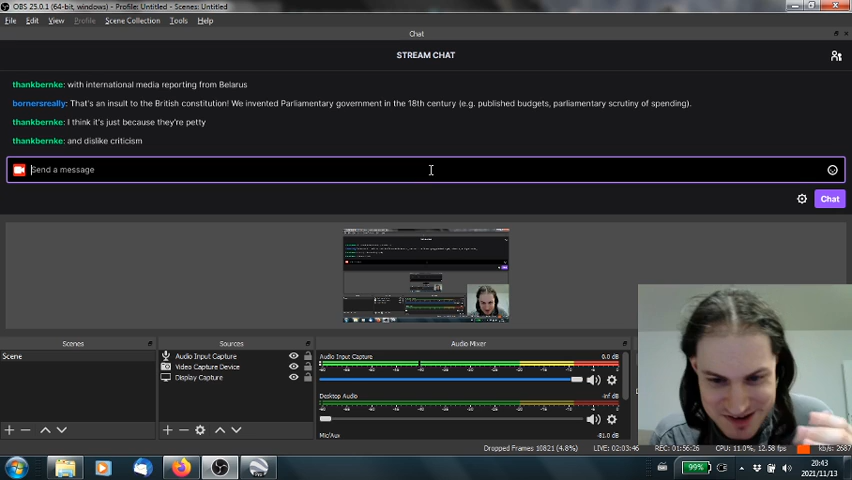 OBS 25.0.1 (64-bit, windows) - Profile: Untitled - Scenes: Untitled
File Edit View Profile Scene Collection Tools Help
Chat
STREAM CHAT
thankbernke: with international media reporting from Belarus
bornersreally: That's an insult to the British constitution! We invented Parliamentary government in the 18th century (e.g. published budgets, parliamentary scrutiny of spending).
thankbernke: I think it's just because they're petty
thankbernke: and dislike criticism
Send a message
Chat
Scenes Sources Audio Mixer
Scene
Audio Input Capture
Video Capture Device
Display Capture
Audio Input Capture 0.0 dB
Desktop Audio -inf dB
Mic/Aux -81.0 dB
Dropped Frames 10821 (4.8%) LIVE: 02:03:46 REC: 01:56:26 CPU: 11.0%, 12.58 fps kb/s: 2687
99%
20:43
2021/11/13